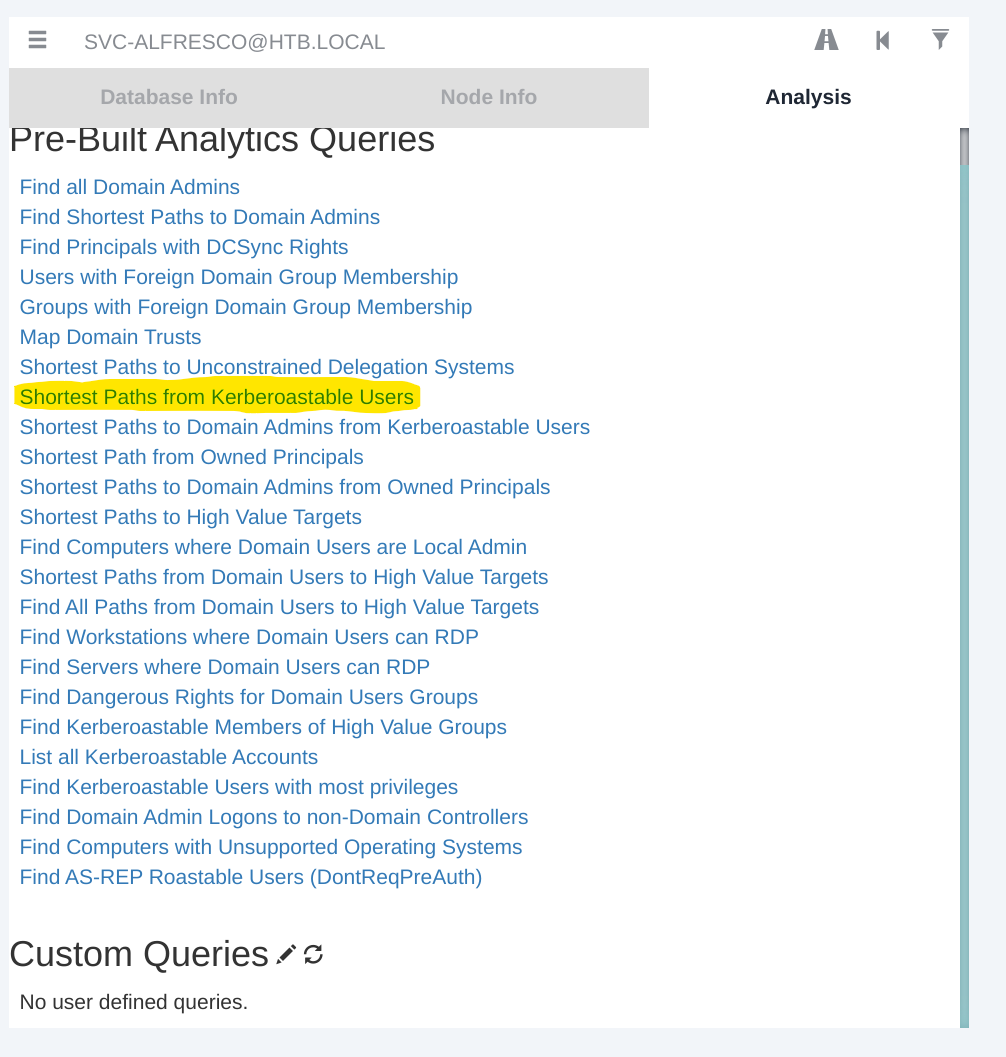 SVC-ALFRESCO@HTB.LOCAL
Database Info Node Info Analysis
Pre-Built Analytics Queries
Find all Domain Admins
Find Shortest Paths to Domain Admins
Find Principals with DCSync Rights
Users with Foreign Domain Group Membership
Groups with Foreign Domain Group Membership
Map Domain Trusts
Shortest Paths to Unconstrained Delegation Systems
Shortest Paths from Kerberoastable Users
Shortest Paths to Domain Admins from Kerberoastable Users
Shortest Path from Owned Principals
Shortest Paths to Domain Admins from Owned Principals
Shortest Paths to High Value Targets
Find Computers where Domain Users are Local Admin
Shortest Paths from Domain Users to High Value Targets
Find All Paths from Domain Users to High Value Targets
Find Workstations where Domain Users can RDP
Find Servers where Domain Users can RDP
Find Dangerous Rights for Domain Users Groups
Find Kerberoastable Members of High Value Groups
List all Kerberoastable Accounts
Find Kerberoastable Users with most privileges
Find Domain Admin Logons to non-Domain Controllers
Find Computers with Unsupported Operating Systems
Find AS-REP Roastable Users (DontReqPreAuth)
Custom Queries
No user defined queries.